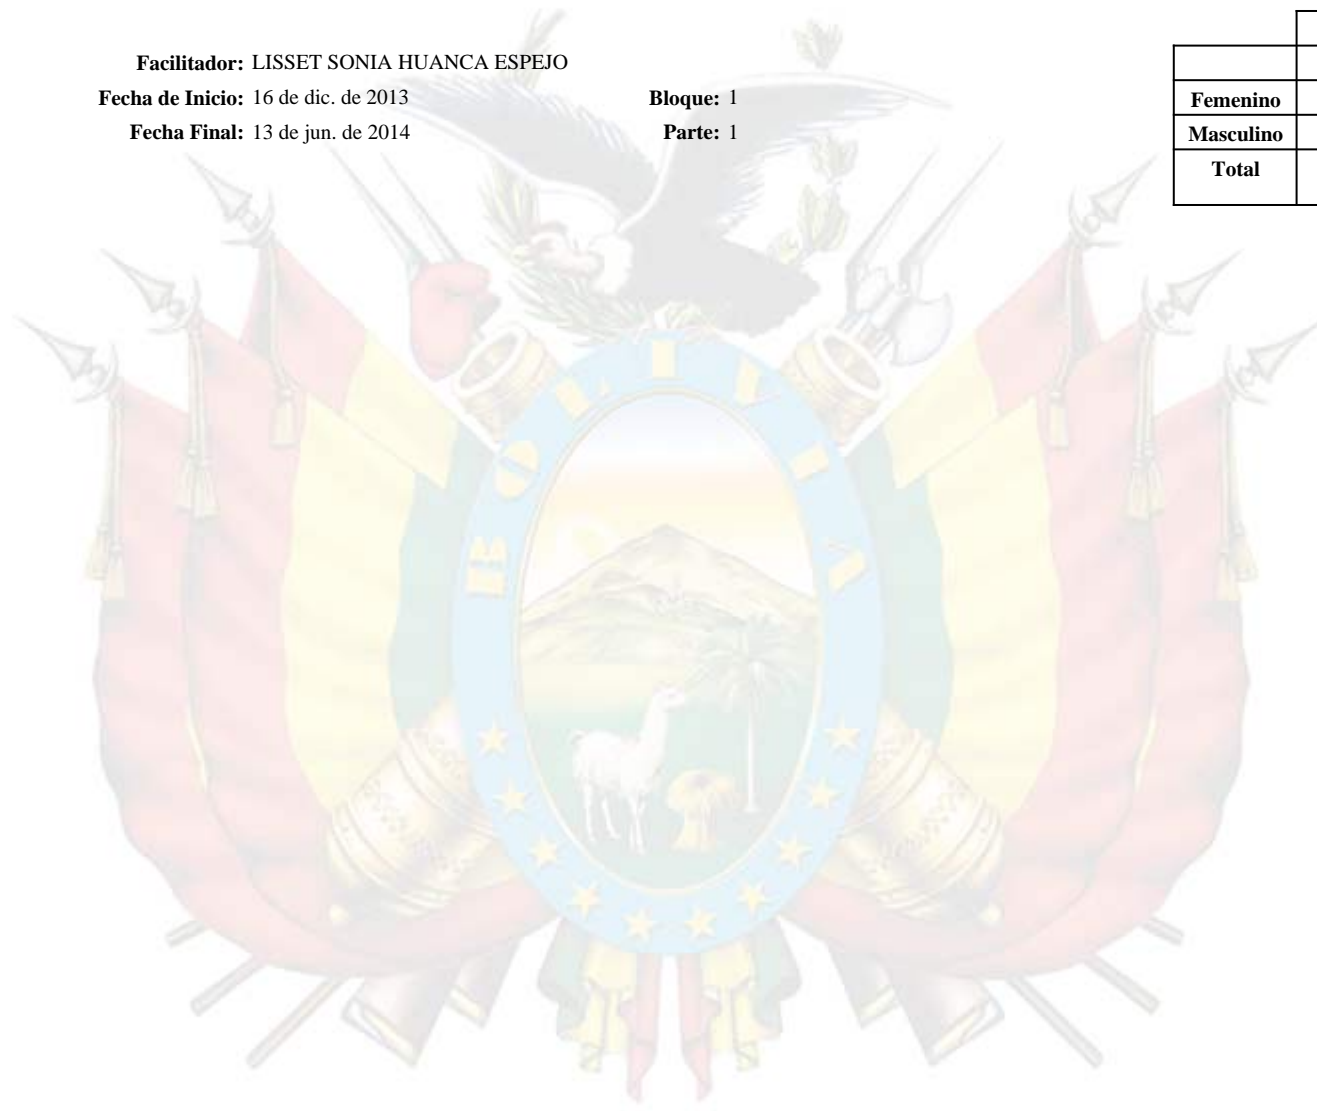 Facilitador: LISSET SONIA HUANCA ESPEJO
Fecha de Inicio: 16 de dic. de 2013 Bloque: 1
Fecha Final: 13 de jun. de 2014 Parte: 1
Femenino
Masculino
Total
BOLIVIA